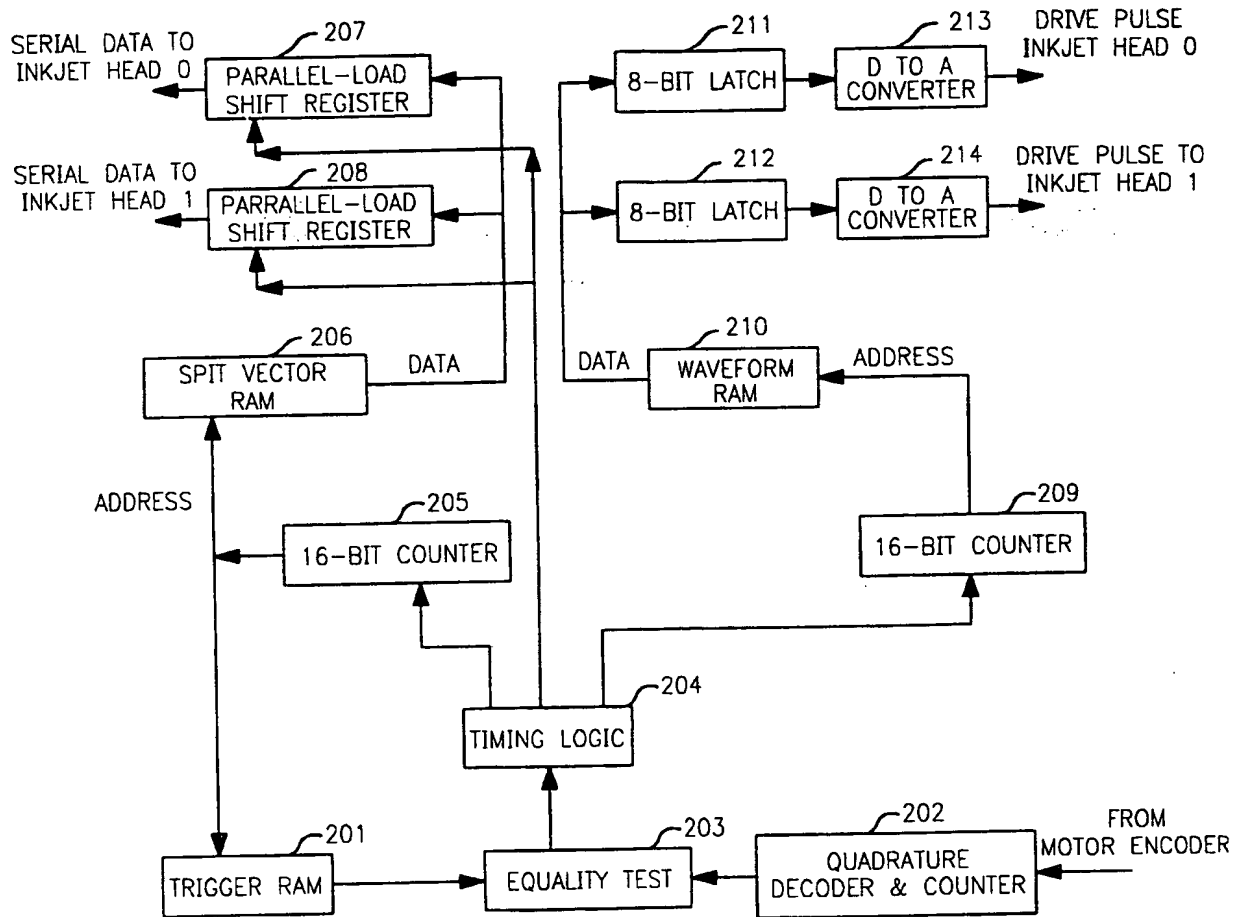 SERIAL DATA TO
INKJET HEAD 0
207
PARALLEL-LOAD
SHIFT REGISTER
211
8-BIT LATCH
213
D TO A
CONVERTER
DRIVE PULSE
INKJET HEAD 0
SERIAL DATA TO
INKJET HEAD 1
208
PARRALLEL-LOAD
SHIFT REGISTER
212
8-BIT LATCH
214
D TO A
CONVERTER
DRIVE PULSE TO
INKJET HEAD 1
206
SPIT VECTOR
RAM
DATA
DATA
210
WAVEFORM
RAM
ADDRESS
ADDRESS
205
16-BIT COUNTER
209
16-BIT COUNTER
204
TIMING LOGIC
201
TRIGGER RAM
203
EQUALITY TEST
202
QUADRATURE
DECODER & COUNTER
FROM
MOTOR ENCODER